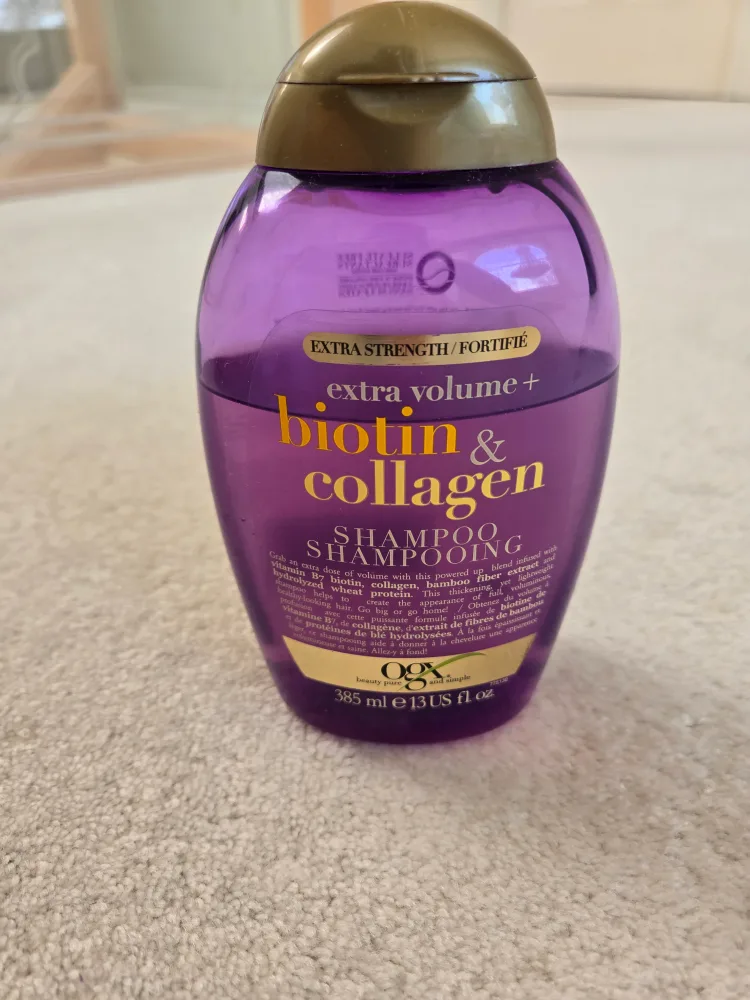 EXTRA STRENGTH / FORTIFIÉ
extra volume +
biotin &
collagen
SHAMPOO
SHAMPOOING
Grab an extra dose of volume with this powered up blend infused with
vitamin B7 biotin, collagen, bamboo fiber extract and
hydrolyzed wheat protein. This thickening, yet lightweight
shampoo helps to create the appearance of full, voluminous,
healthy-looking hair. Go big or go home! / Obtenez du volume à
profusion avec cette puissante formule infusée de biotine de
vitamine B7, de collagène, d'extrait de fibres de bambou
et de protéines de blé hydrolysées. À la fois épaississant et
léger, ce shampooing aide à donner à la chevelure une apparence
volumineuse et saine. Allez-y à fond!
ogx
beauty pure and simple
385 ml e 13 US fl. oz.